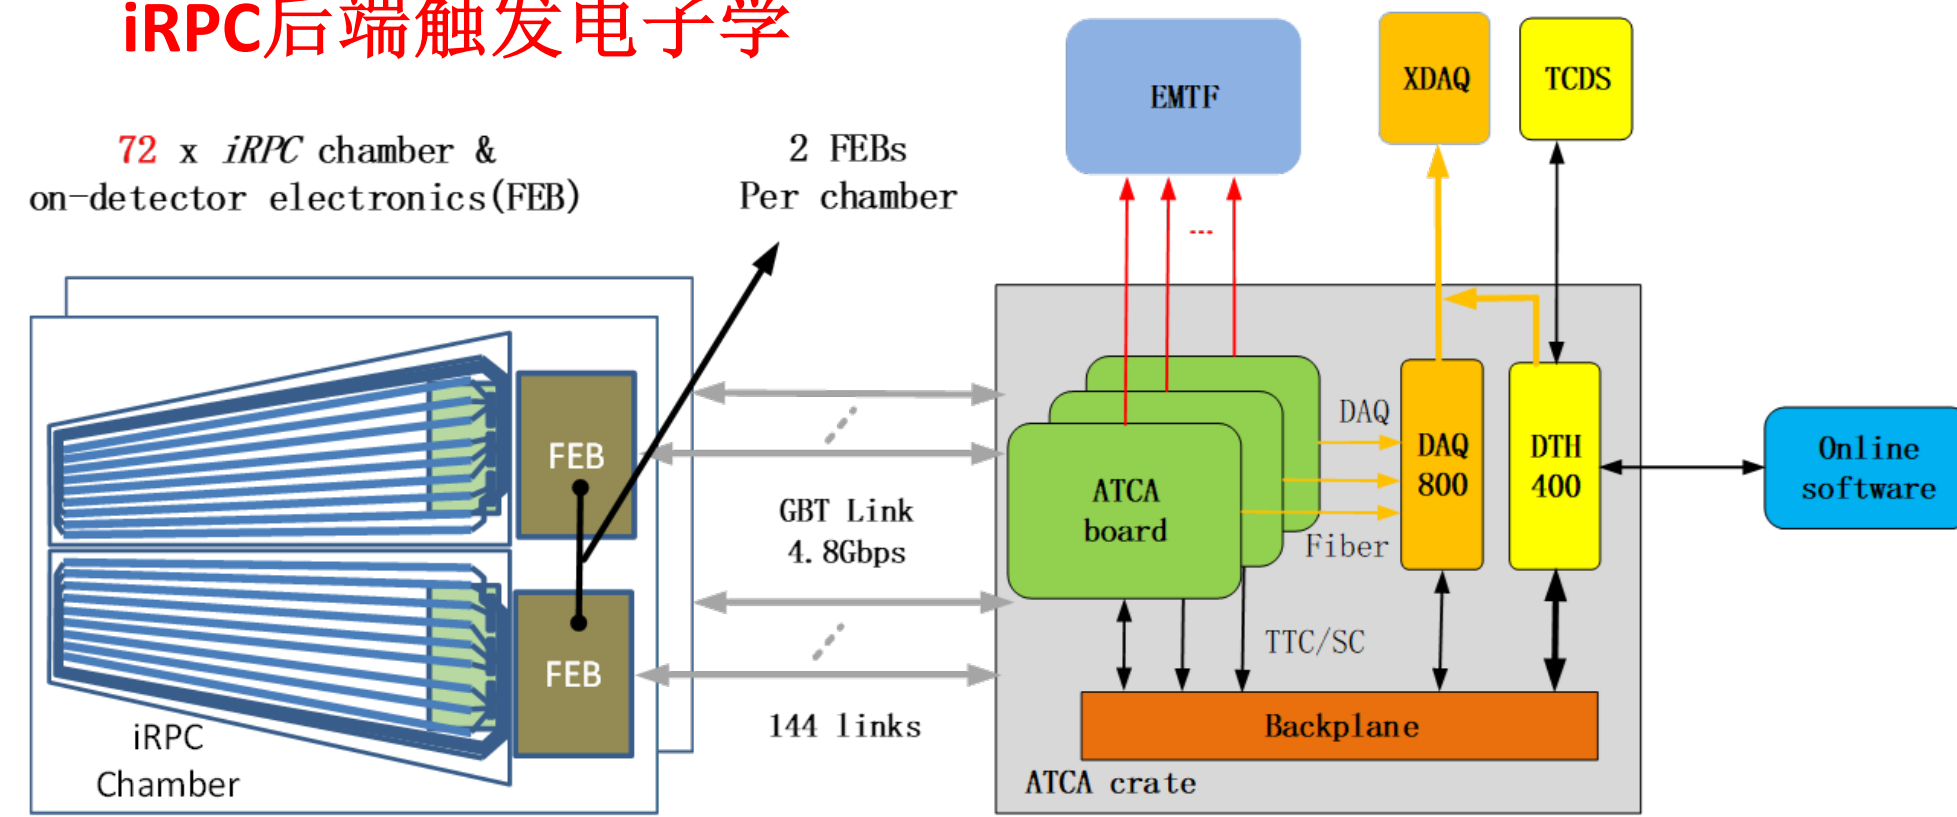 iRPC后端触发电子学
72 x iRPC chamber &
on-detector electronics(FEB)
2 FEBs
Per chamber
EMTF
XDAQ
TCDS
...
FEB
FEB
iRPC
Chamber
GBT Link
4.8Gbps
144 links
ATCA
board
DAQ
Fiber
DAQ
800
DTH
400
Online
software
TTC/SC
Backplane
ATCA crate